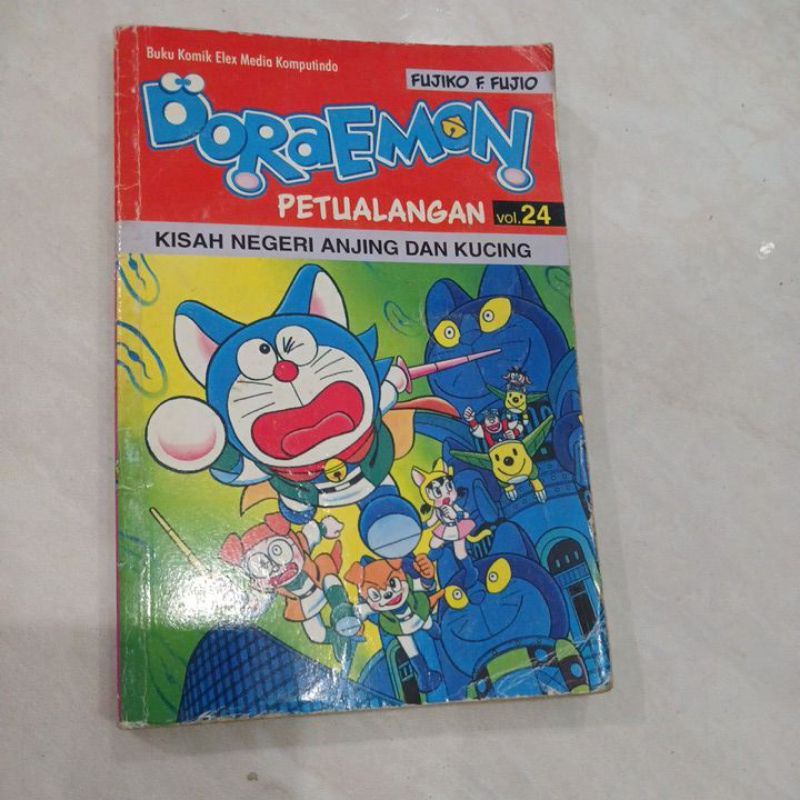 Buku Komik Elex Media Komputindo
FUJIKO F. FUJIO
DORAEMON
PETUALANGAN vol.24
KISAH NEGERI ANJING DAN KUCING